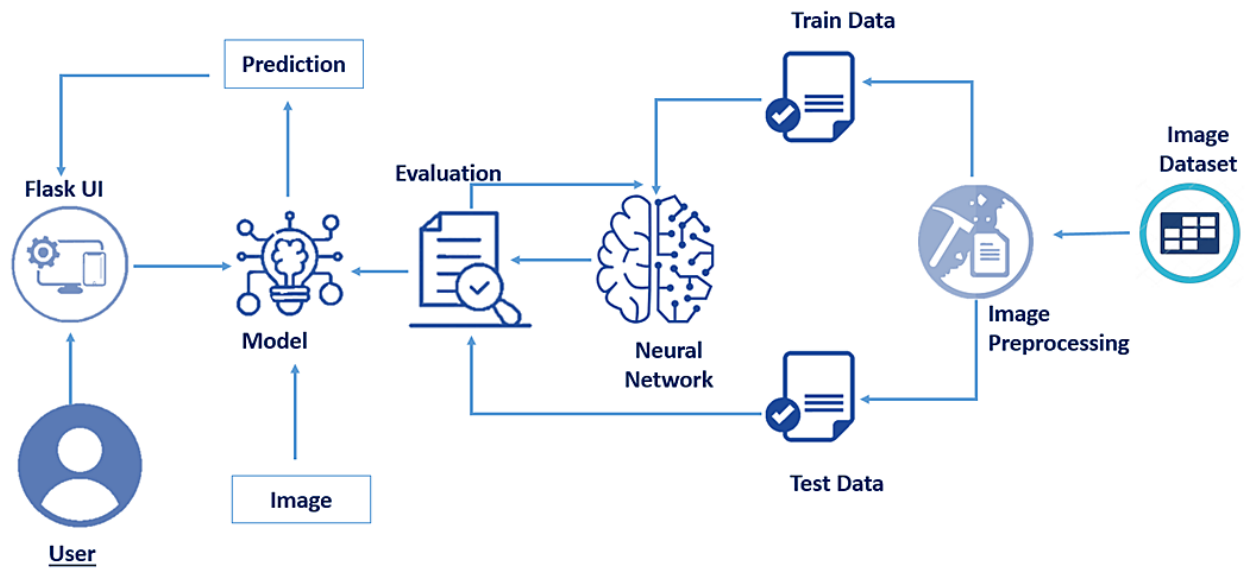 Train Data
Prediction
Image
Dataset
Evaluation
Flask UI
Image
Preprocessing
Model
Neural
Network
Test Data
Image
User